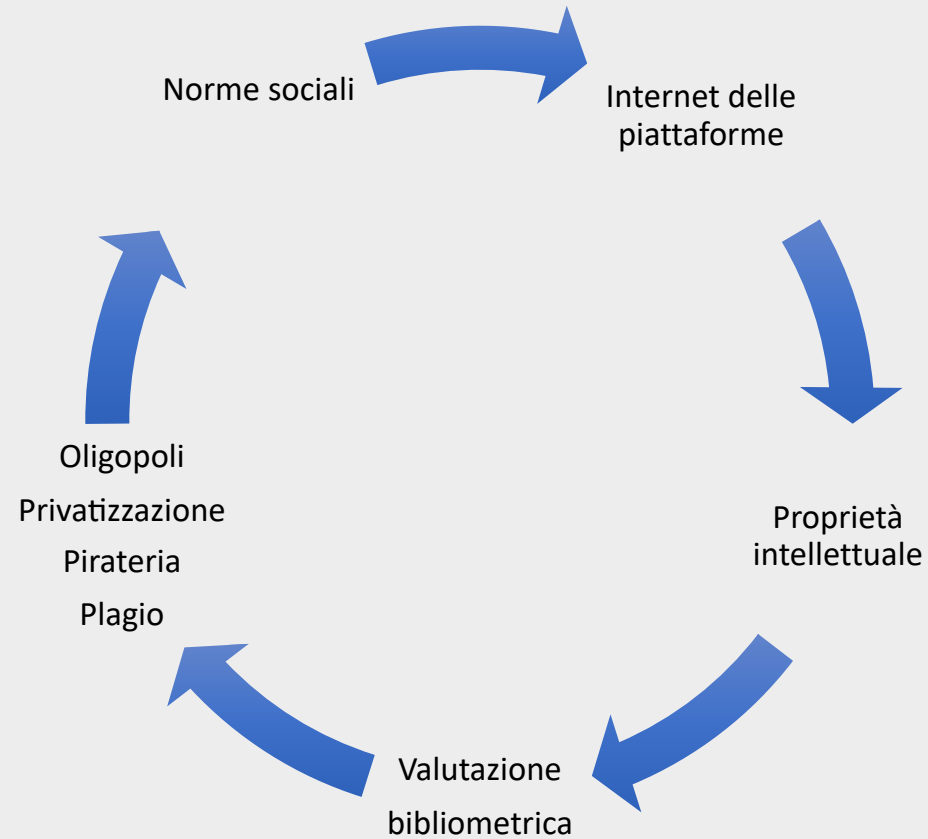 Norme sociali
Internet delle
piattaforme
Proprietà
intellettuale
Valutazione
bibliometrica
Oligopoli
Privatizzazione
Pirateria
Plagio